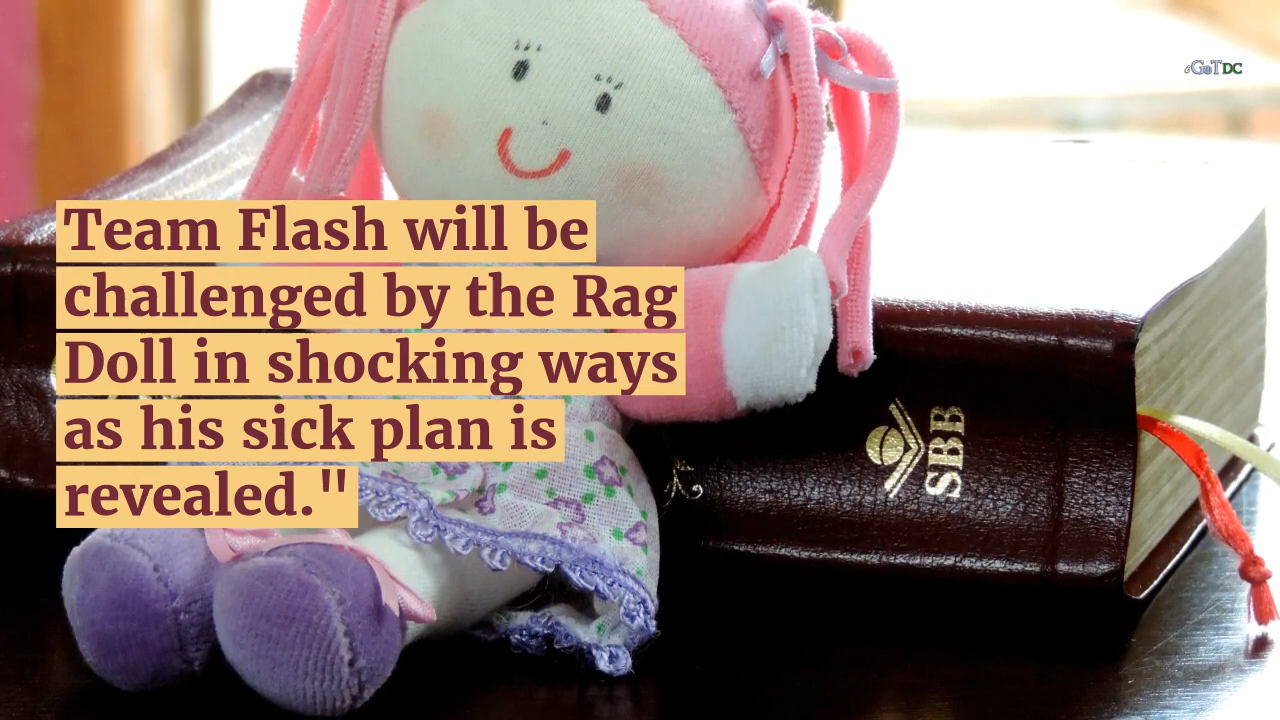 GoTDC
Team Flash will be
challenged by the Rag
Doll in shocking ways
as his sick plan is
revealed."
SBB